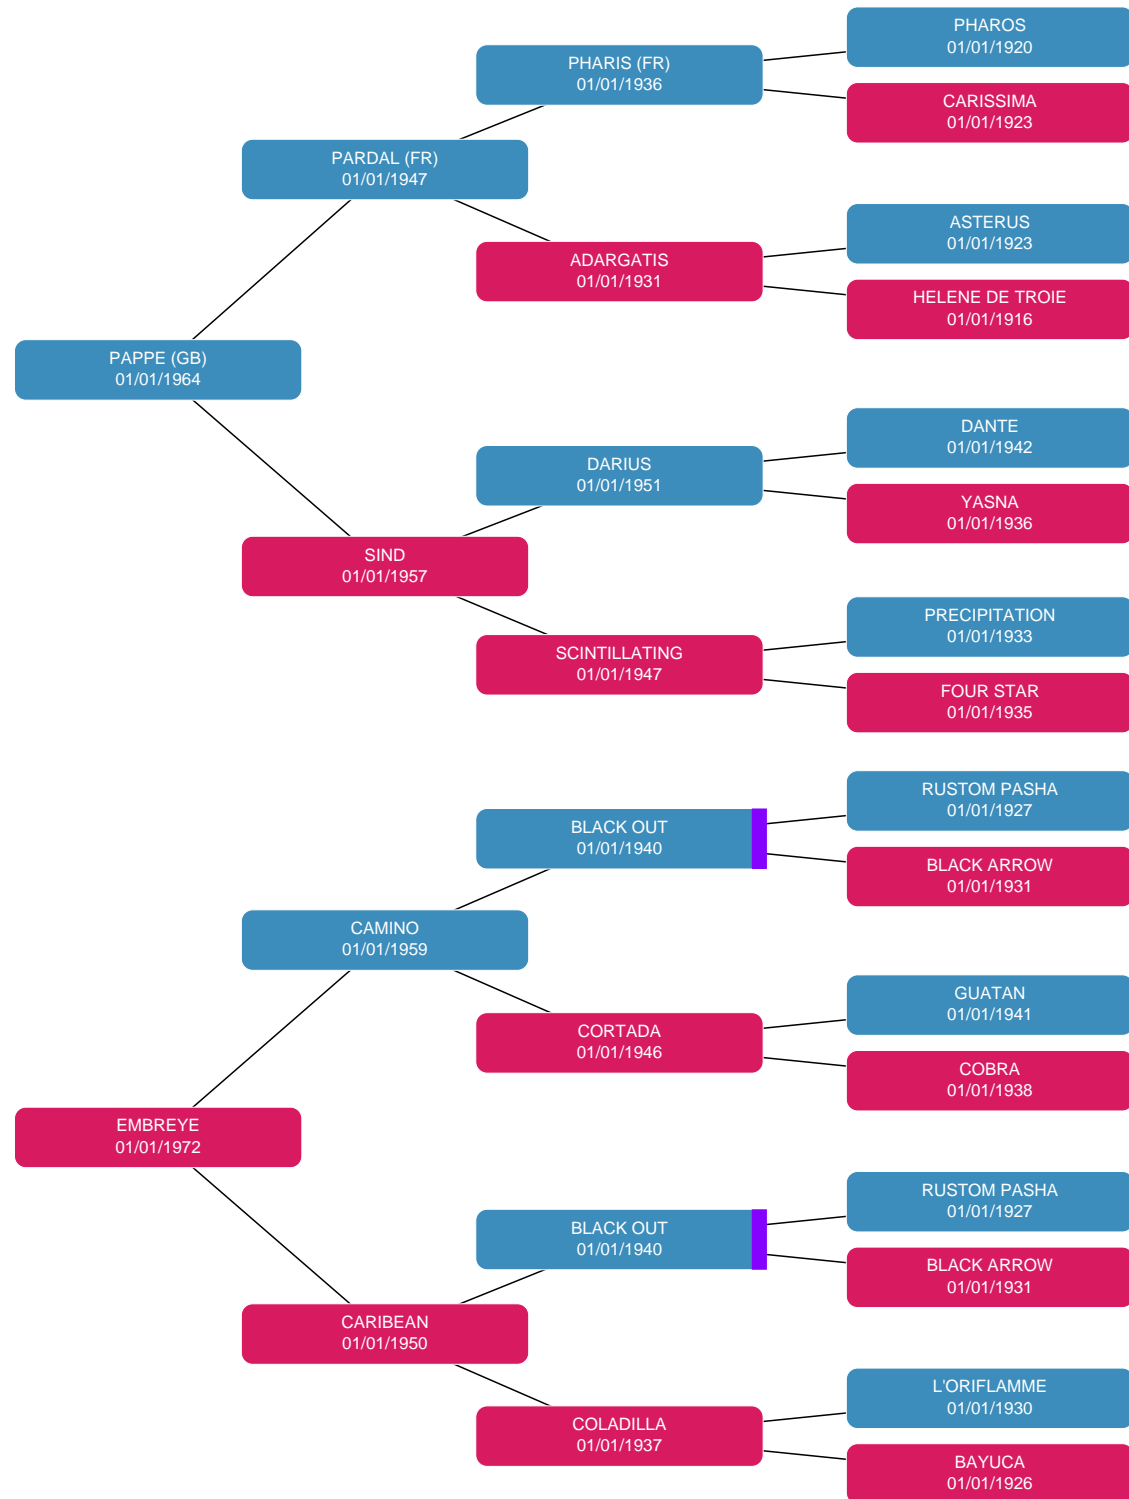 PHAROS
01/01/1920
PHARIS (FR)
01/01/1936
CARISSIMA
01/01/1923
PARDAL (FR)
01/01/1947
ASTERUS
01/01/1923
ADARGATIS
01/01/1931
HELENE DE TROIE
01/01/1916
PAPPE (GB)
01/01/1964
DANTE
01/01/1942
DARIUS
01/01/1951
YASNA
01/01/1936
SIND
01/01/1957
PRECIPITATION
01/01/1933
SCINTILLATING
01/01/1947
FOUR STAR
01/01/1935
RUSTOM PASHA
01/01/1927
BLACK OUT
01/01/1940
BLACK ARROW
01/01/1931
CAMINO
01/01/1959
GUATAN
01/01/1941
CORTADA
01/01/1946
COBRA
01/01/1938
EMBREYE
01/01/1972
RUSTOM PASHA
01/01/1927
BLACK OUT
01/01/1940
BLACK ARROW
01/01/1931
CARIBEAN
01/01/1950
L'ORIFLAMME
01/01/1930
COLADILLA
01/01/1937
BAYUCA
01/01/1926